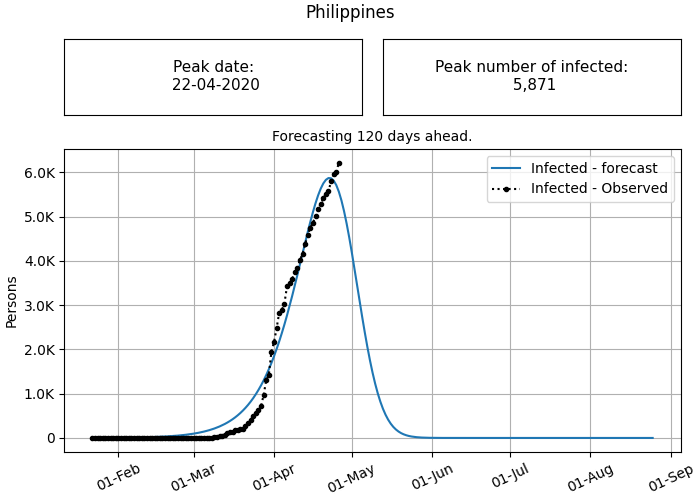 Philippines
Peak date:
22-04-2020
Peak number of infected:
5,871
Forecasting 120 days ahead.
Infected - forecast
Infected - Observed
Persons
6.0K
5.0K
4.0K
3.0K
2.0K
1.0K
0
01-Feb
01-Mar
01-Apr
01-May
01-Jun
01-Jul
01-Aug
01-Sep